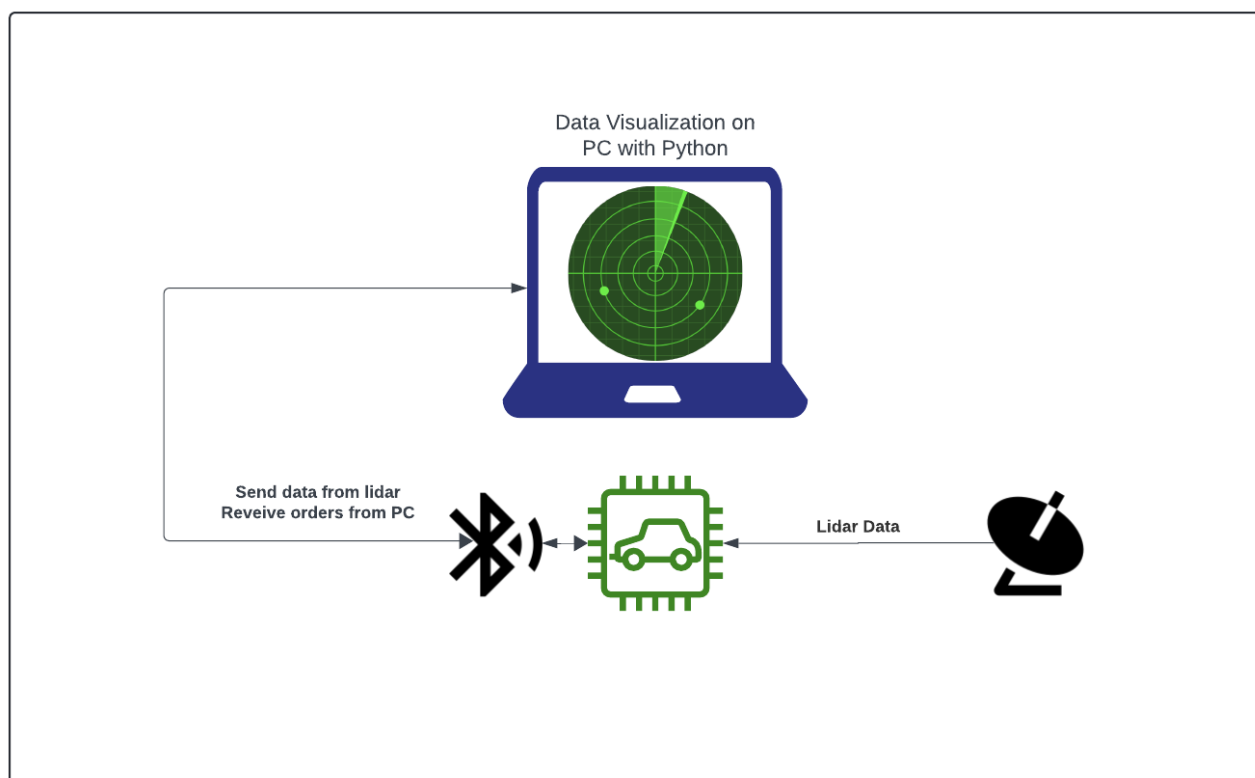 Data Visualization on
PC with Python
Send data from lidar
Reveive orders from PC
Lidar Data